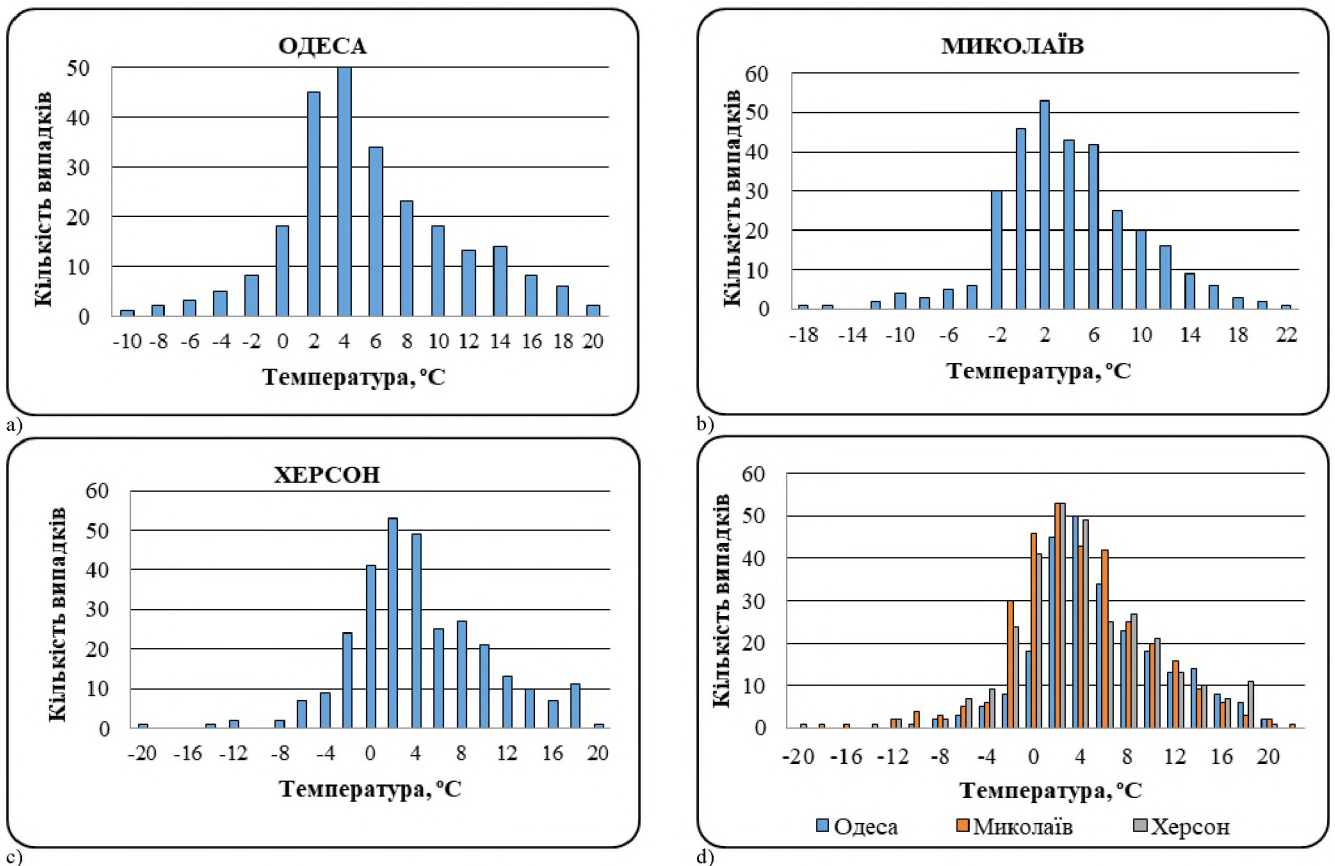 ОДЕСА
Кількість випадків
50
40
30
20
10
0
-10 -8 -6 -4 -2 0 2 4 6 8 10 12 14 16 18 20
Температура, °С
a)
МИКОЛАЇВ
Кількість випадків
60
50
40
30
20
10
0
-18 -14 -10 -6 -2 2 6 10 14 18 22
Температура, °С
b)
ХЕРСОН
Кількість випадків
60
50
40
30
20
10
0
-20 -16 -12 -8 -4 0 4 8 12 16 20
Температура, °С
c)
Кількість випадків
60
50
40
30
20
10
0
-20 -16 -12 -8 -4 0 4 8 12 16 20
Температура, °С
Одеса Миколаїв Херсон
d)